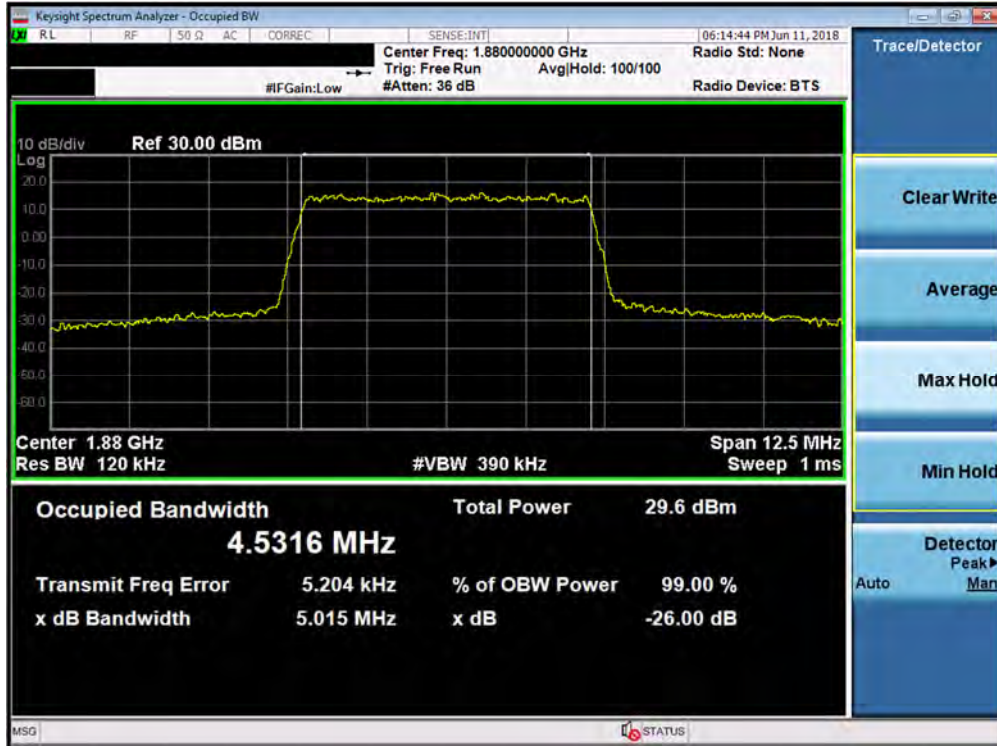 Keysight Spectrum Analyzer - Occupied BW
LXI RL RF 50 Ω AC CORREC SENSE:INT 06:14:44 PM Jun 11, 2018
Center Freq: 1.880000000 GHz Radio Std: None
Trig: Free Run Avg|Hold: 100/100
#IFGain:Low #Atten: 36 dB Radio Device: BTS
Trace/Detector
10 dB/div Ref 30.00 dBm
Log
20.0
10.0
0.00
-10.0
-20.0
-30.0
-40.0
-50.0
-60.0
Center 1.88 GHz Span 12.5 MHz
Res BW 120 kHz #VBW 390 kHz Sweep 1 ms
Occupied Bandwidth Total Power 29.6 dBm
4.5316 MHz
Transmit Freq Error 5.204 kHz % of OBW Power 99.00 %
x dB Bandwidth 5.015 MHz x dB -26.00 dB
Clear Write
Average
Max Hold
Min Hold
Detector
Peak
Auto Man
MSG STATUS